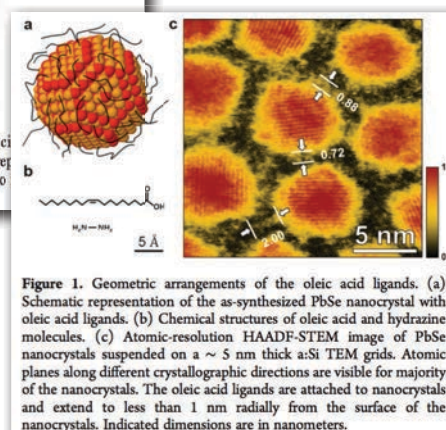 a
c
b
OH
O
H₂N—NH₂
5 Å
0.88
0.72
2.00
5 nm
1
0
Figure 1. Geometric arrangements of the oleic acid ligands. (a)
Schematic representation of the as-synthesized PbSe nanocrystal with
oleic acid ligands. (b) Chemical structures of oleic acid and hydrazine
molecules. (c) Atomic-resolution HAADF-STEM image of PbSe
nanocrystals suspended on a ~ 5 nm thick a:Si TEM grids. Atomic
planes along different crystallographic directions are visible for majority
of the nanocrystals. The oleic acid ligands are attached to nanocrystals
and extend to less than 1 nm radially from the surface of the
nanocrystals. Indicated dimensions are in nanometers.